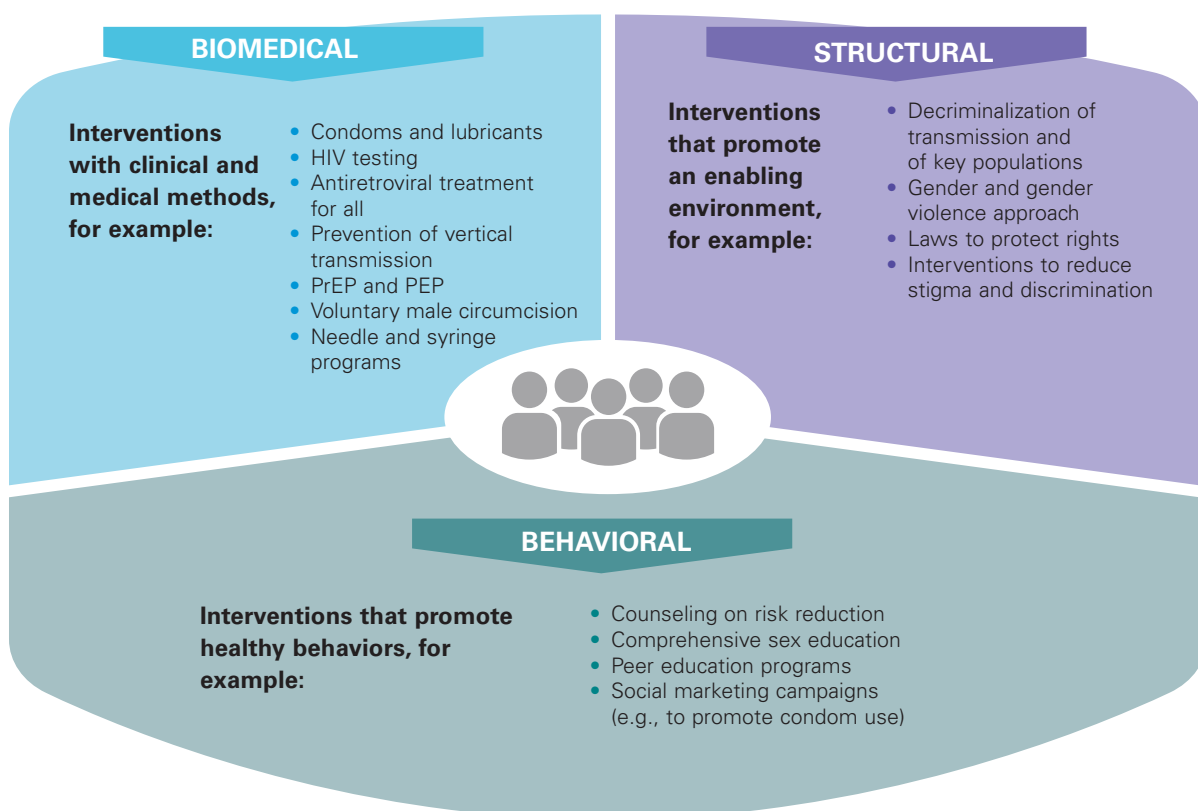 BIOMEDICAL
Interventions
with clinical and
medical methods,
for example:
• Condoms and lubricants
• HIV testing
• Antiretroviral treatment
for all
• Prevention of vertical
transmission
• PrEP and PEP
• Voluntary male circumcision
• Needle and syringe
programs
STRUCTURAL
Interventions
that promote
an enabling
environment,
for example:
• Decriminalization of
transmission and
of key populations
• Gender and gender
violence approach
• Laws to protect rights
• Interventions to reduce
stigma and discrimination
BEHAVIORAL
Interventions that promote
healthy behaviors, for
example:
• Counseling on risk reduction
• Comprehensive sex education
• Peer education programs
• Social marketing campaigns
(e.g., to promote condom use)